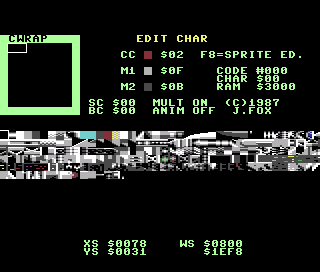 CWRAP
EDIT CHAR
CC $02 F8=SPRITE ED.
M1 $0F CODE #000
CHAR $00
M2 $0B RAM $3000
SC $00 MULT ON (C)1987
BC $00 ANIM OFF J.FOX
XS $0078 WS $0800
YS $0031 $1EF8